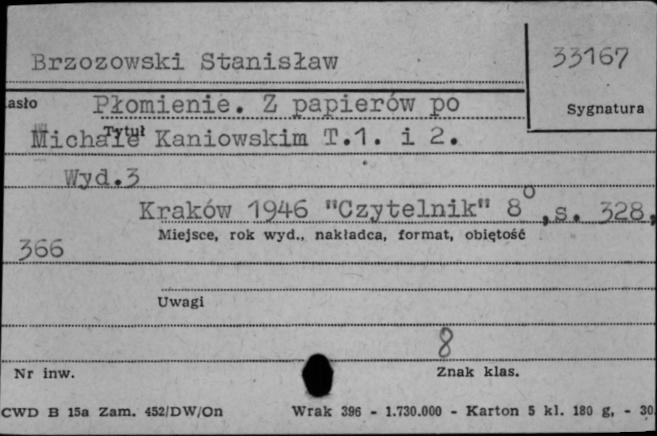 Brzozowski Stanisław
33167
asło
Płomienie. Z papierów po
Sygnatura
Tytuł
Michale Kaniowskim T.1. i 2.
Wyd.3
Kraków 1946 "Czytelnik" 8⁰,s. 328,
Miejsce, rok wyd., nakładca, format, objętość
366
Uwagi
8
Nr inw.
Znak klas.
CWD B 15a Zam. 452/DW/On Wrak 396 - 1.730.000 - Karton 5 kl. 180 g, - 30